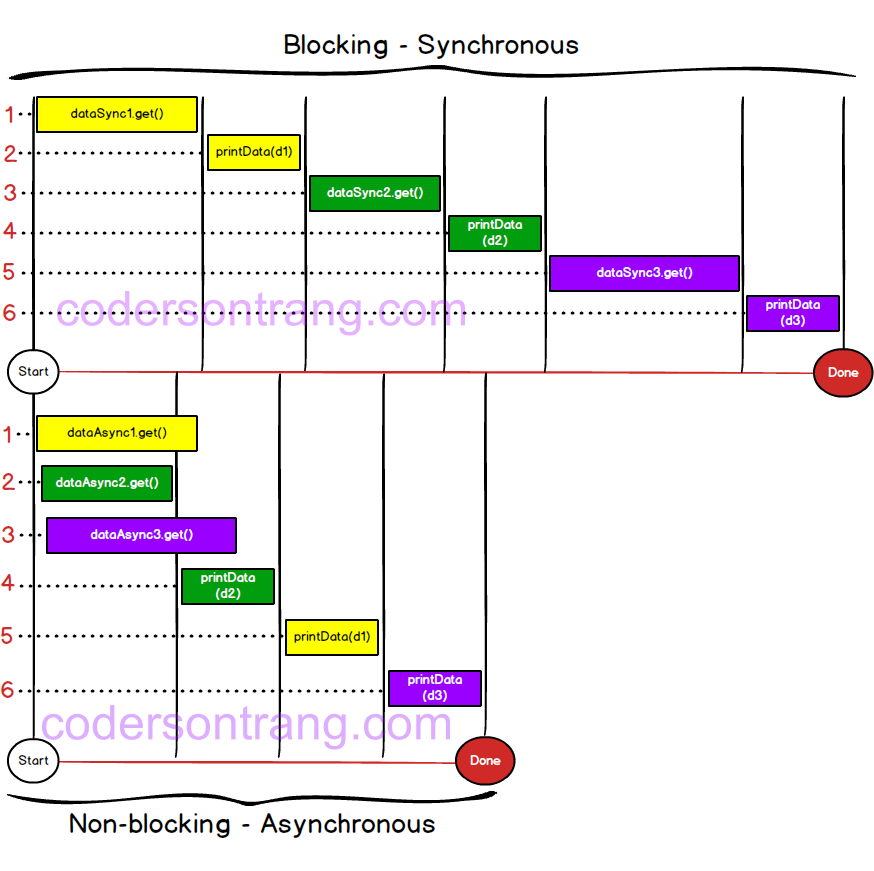 Blocking - Synchronous
1
dataSync1.get()
2
printData(d1)
3
dataSync2.get()
4
printData
(d2)
5
dataSync3.get()
6
printData
(d3)
codersontrang.com
Start
Done
1
dataAsync1.get()
2
dataAsync2.get()
3
dataAsync3.get()
4
printData
(d2)
5
printData(d1)
6
printData
(d3)
codersontrang.com
Start
Done
Non-blocking - Asynchronous